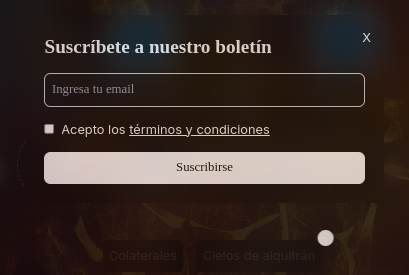 X
Suscríbete a nuestro boletín
Ingresa tu email
Acepto los términos y condiciones
Suscribirse
Colaterales
Cielos de alquitrán